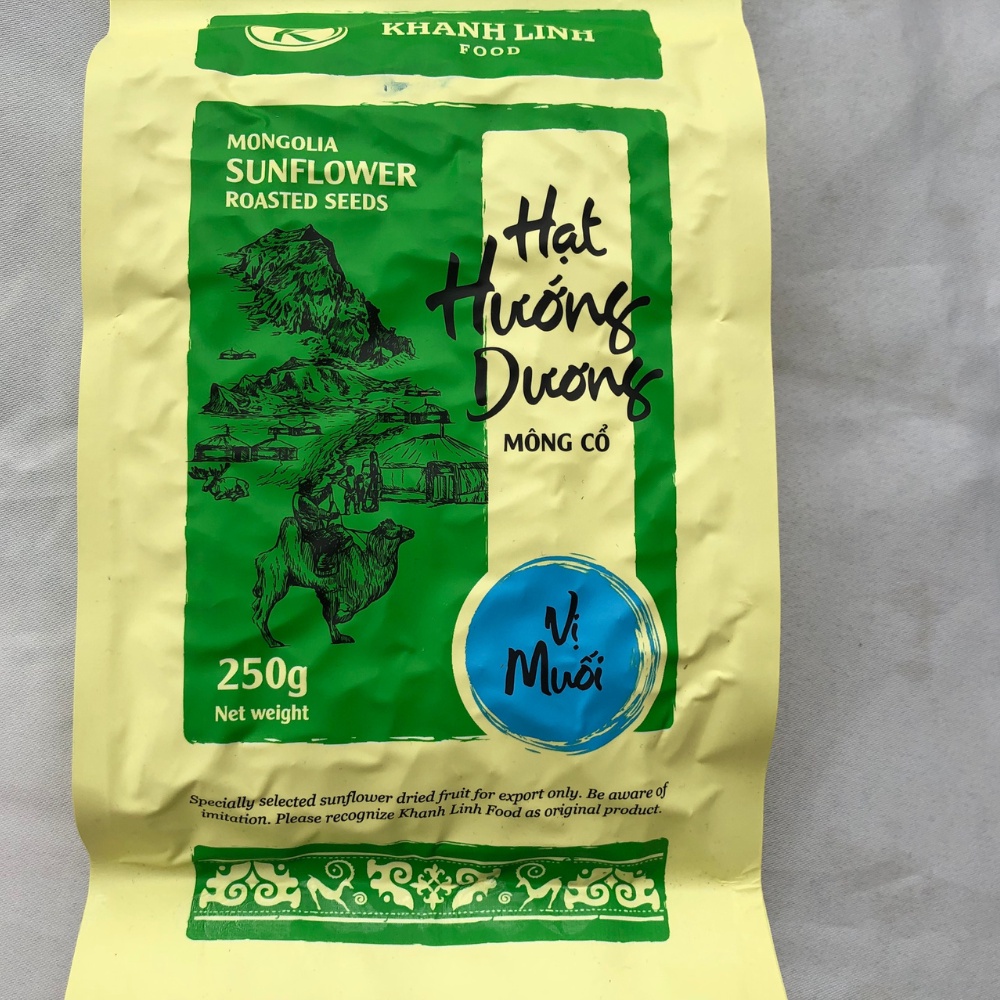 KHANH LINH
FOOD
MONGOLIA
SUNFLOWER
ROASTED SEEDS
Hạt
Hướng
Dương
MÔNG CỔ
Vị
Muối
250g
Net weight
Specially selected sunflower dried fruit for export only. Be aware of
imitation. Please recognize Khanh Linh Food as original product.